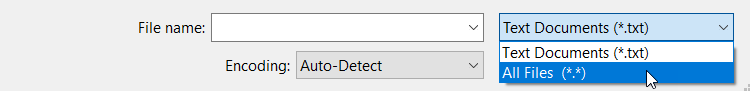 File name:
Text Documents (*.txt)
Text Documents (*.txt)
Encoding:
Auto-Detect
All Files  (*.*)